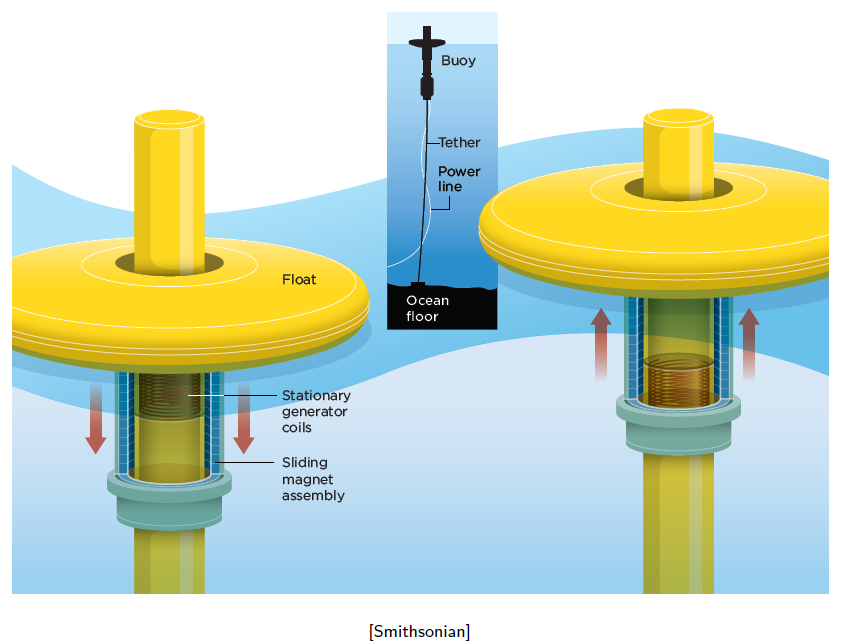 Buoy
Tether
Power
line
Ocean
floor
Float
Stationary
generator
coils
Sliding
magnet
assembly
[Smithsonian]